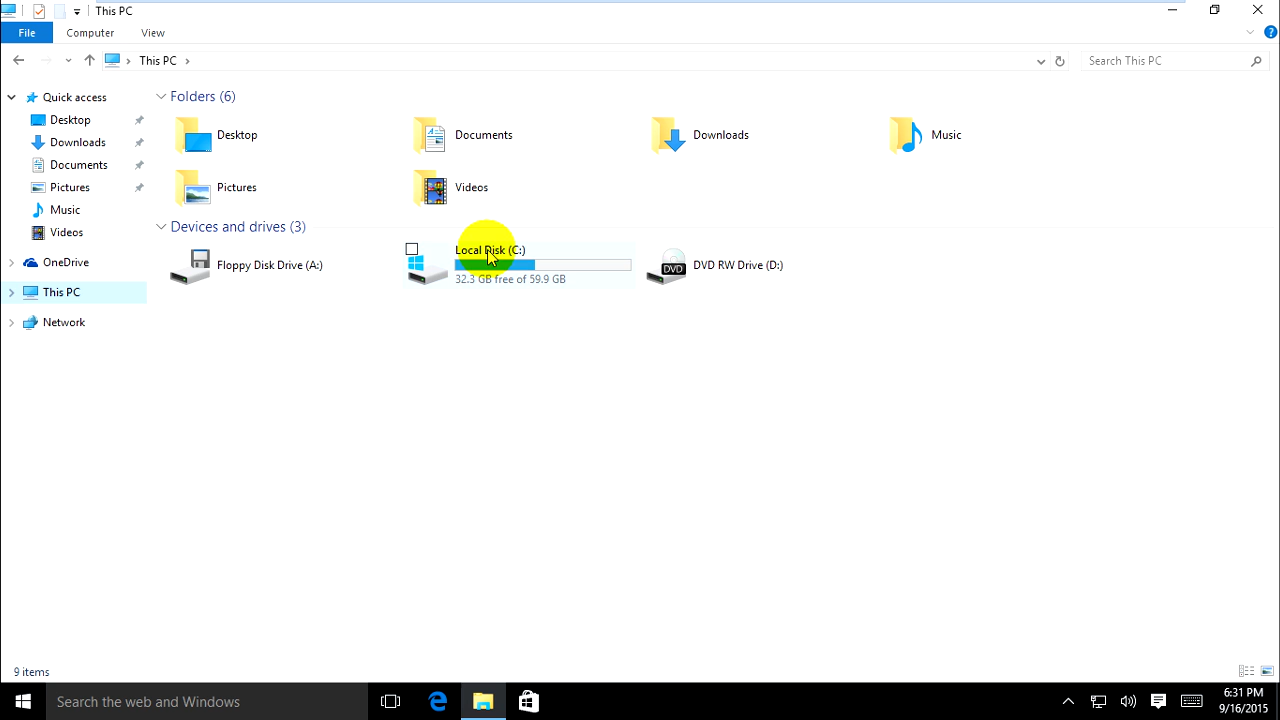 This PC
File Computer View
This PC
Search This PC
Quick access
Desktop
Downloads
Documents
Pictures
Music
Videos
OneDrive
This PC
Network
Folders (6)
Desktop
Documents
Downloads
Music
Pictures
Videos
Devices and drives (3)
Floppy Disk Drive (A:)
Local Disk (C:)
32.3 GB free of 59.9 GB
DVD
DVD RW Drive (D:)
9 items
Search the web and Windows
6:31 PM
9/16/2015